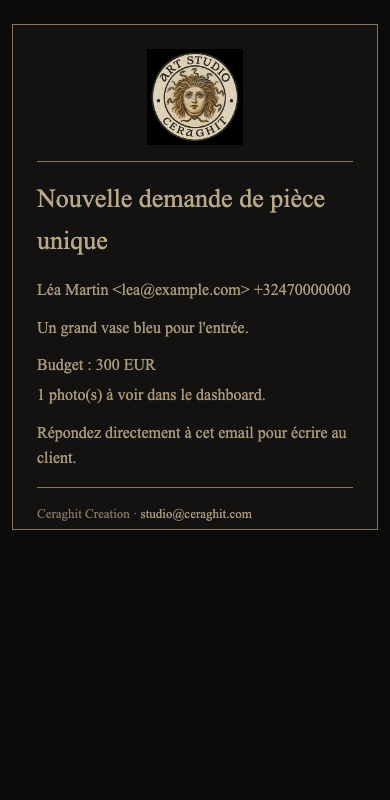 ART STUDIO
CERAGHIT
Nouvelle demande de pièce
unique
Léa Martin <lea@example.com> +32470000000
Un grand vase bleu pour l'entrée.
Budget : 300 EUR
1 photo(s) à voir dans le dashboard.
Répondez directement à cet email pour écrire au
client.
Ceraghit Creation · studio@ceraghit.com